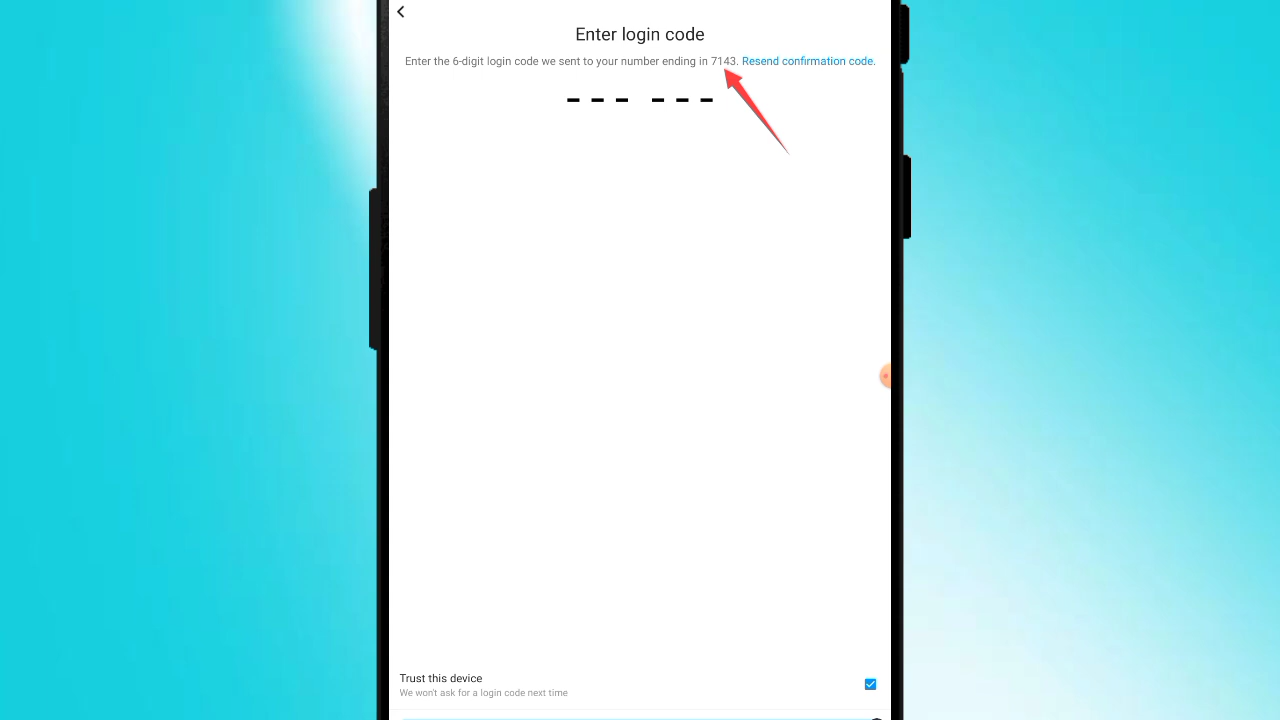 Enter login code
Enter the 6-digit login code we sent to your number ending in 7143. Resend confirmation code.
Trust this device
We won't ask for a login code next time